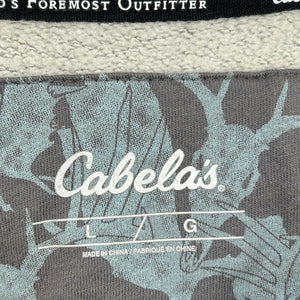 'S FOREMOST OUTFITTER
Cabela's®
L / G
MADE IN CHINA / FABRIQUÉ EN CHINE